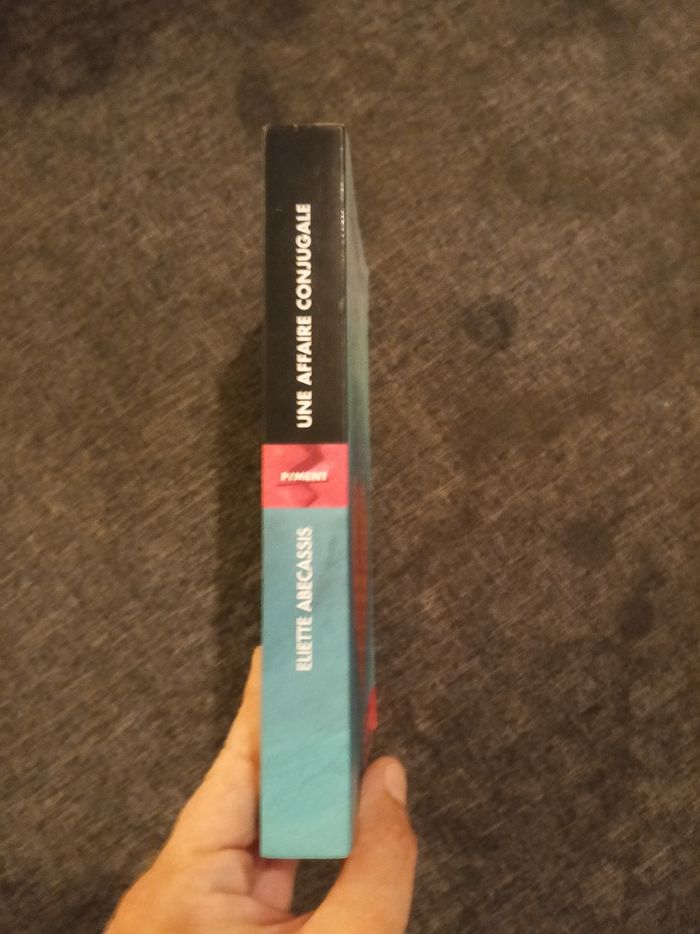 UNE AFFAIRE CONJUGALE
PIMENT
ELIETTE ABECASSIS